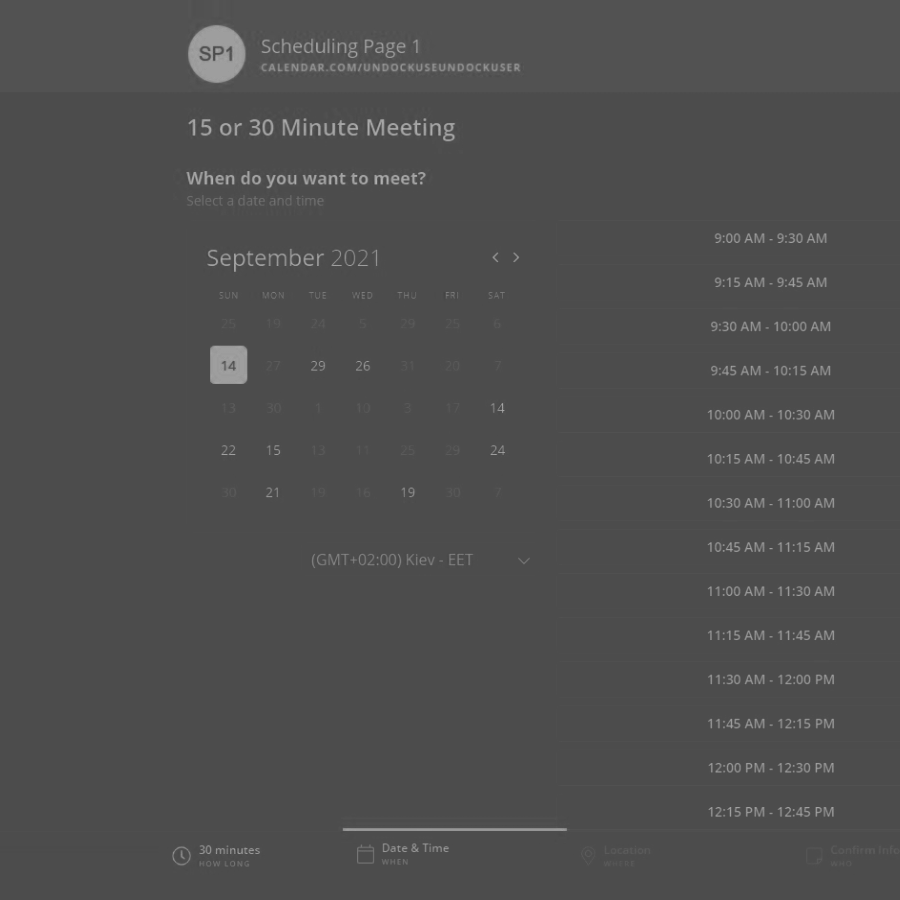 SP1
Scheduling Page 1
CALENDAR.COM/UNDOCKUSEUNDOCKUSER
15 or 30 Minute Meeting
When do you want to meet?
Select a date and time
September 2021
SUN MON TUE WED THU FRI SAT
25 19 24 5 29 25 6
14 27 29 26 31 20 7
13 30 1 10 3 17 14
22 15 13 11 25 29 24
30 21 19 16 19 30 7
(GMT+02:00) Kiev - EET
9:00 AM - 9:30 AM
9:15 AM - 9:45 AM
9:30 AM - 10:00 AM
9:45 AM - 10:15 AM
10:00 AM - 10:30 AM
10:15 AM - 10:45 AM
10:30 AM - 11:00 AM
10:45 AM - 11:15 AM
11:00 AM - 11:30 AM
11:15 AM - 11:45 AM
11:30 AM - 12:00 PM
11:45 AM - 12:15 PM
12:00 PM - 12:30 PM
12:15 PM - 12:45 PM
30 minutes
HOW LONG
Date & Time
WHEN
Location
WHERE
Confirm Info
WHO